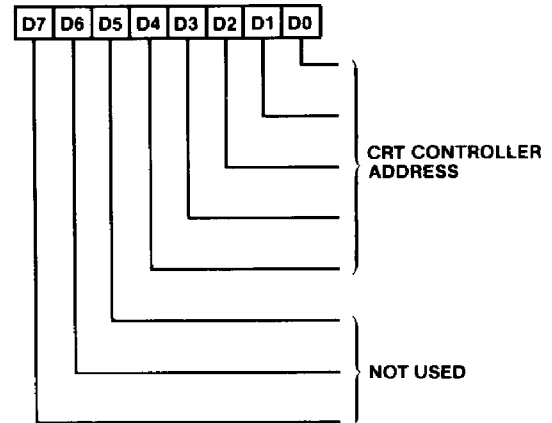 D7 D6 D5 D4 D3 D2 D1 D0
CRT CONTROLLER
ADDRESS
NOT USED